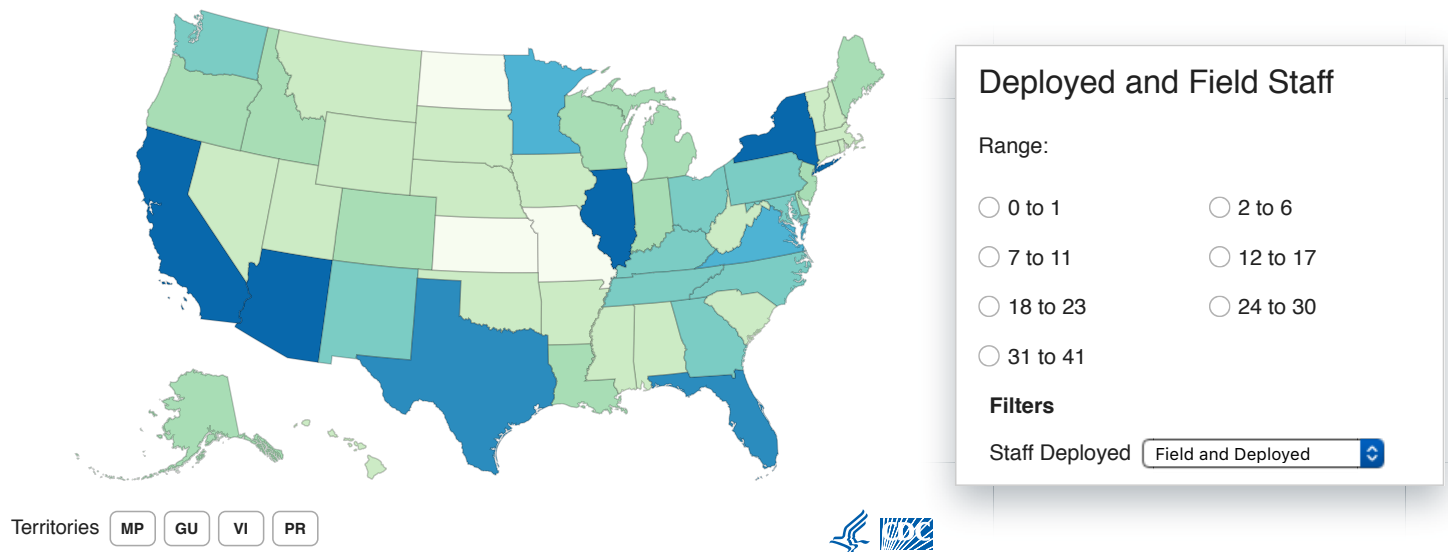 Deployed and Field Staff
Range:
0 to 1
2 to 6
7 to 11
12 to 17
18 to 23
24 to 30
31 to 41
Filters
Staff Deployed Field and Deployed
Territories MP GU VI PR
CDC